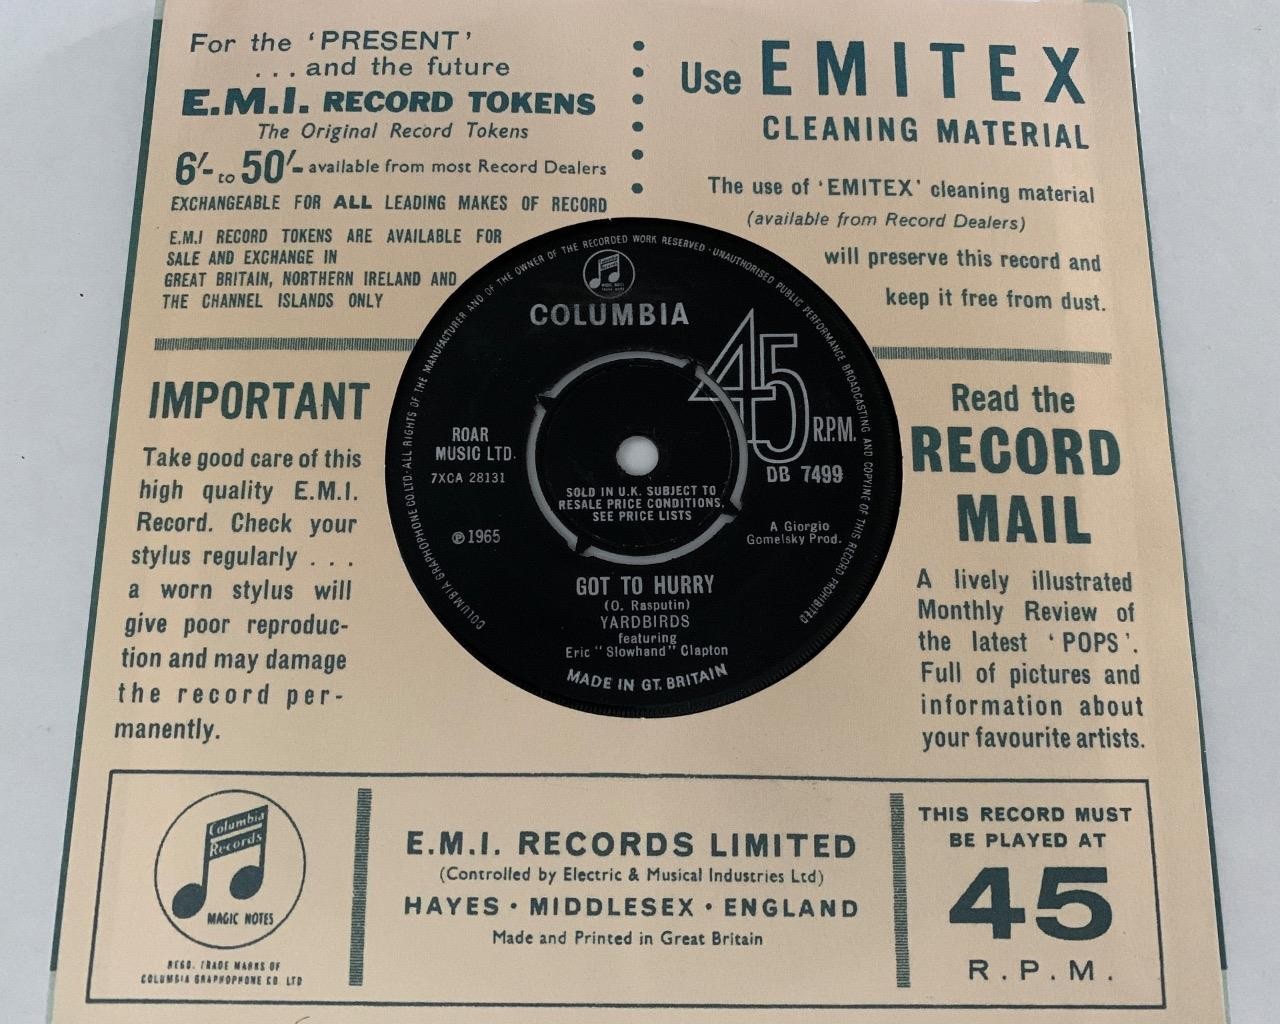 For the 'PRESENT'
...and the future
E.M.I. RECORD TOKENS
The Original Record Tokens
6/- to 50/- available from most Record Dealers
EXCHANGEABLE FOR ALL LEADING MAKES OF RECORD
E.M.I RECORD TOKENS ARE AVAILABLE FOR
SALE AND EXCHANGE IN
GREAT BRITAIN, NORTHERN IRELAND AND
THE CHANNEL ISLANDS ONLY
Use EMITEX
CLEANING MATERIAL
The use of 'EMITEX' cleaning material
(available from Record Dealers)
will preserve this record and
keep it free from dust.
IMPORTANT
Take good care of this
high quality E.M.I.
Record. Check your
stylus regularly ...
a worn stylus will
give poor reproduc-
tion and may damage
the record per-
manently.
COLUMBIA GRAPHOPHONE CO. LTD · ALL RIGHTS OF THE MANUFACTURER AND OF THE OWNER OF THE RECORDED WORK RESERVED · UNAUTHORISED PUBLIC PERFORMANCE BROADCASTING AND COPYING OF THIS RECORD PROHIBITED
Columbia
Records
MAGIC NOTES
TRADE MARK
COLUMBIA
45
R.P.M.
ROAR
MUSIC LTD.
7XCA 28131
DB 7499
SOLD IN U.K. SUBJECT TO
RESALE PRICE CONDITIONS,
SEE PRICE LISTS
℗1965
A Giorgio
Gomelsky Prod.
GOT TO HURRY
(O. Rasputin)
YARDBIRDS
featuring
Eric "Slowhand" Clapton
MADE IN GT. BRITAIN
Read the
RECORD
MAIL
A lively illustrated
Monthly Review of
the latest 'POPS'.
Full of pictures and
information about
your favourite artists.
Columbia
Records
MAGIC NOTES
REGD. TRADE MARKS OF
COLUMBIA GRAPHOPHONE CO LTD
E.M.I. RECORDS LIMITED
(Controlled by Electric & Musical Industries Ltd)
HAYES · MIDDLESEX · ENGLAND
Made and Printed in Great Britain
THIS RECORD MUST
BE PLAYED AT
45
R.P.M.